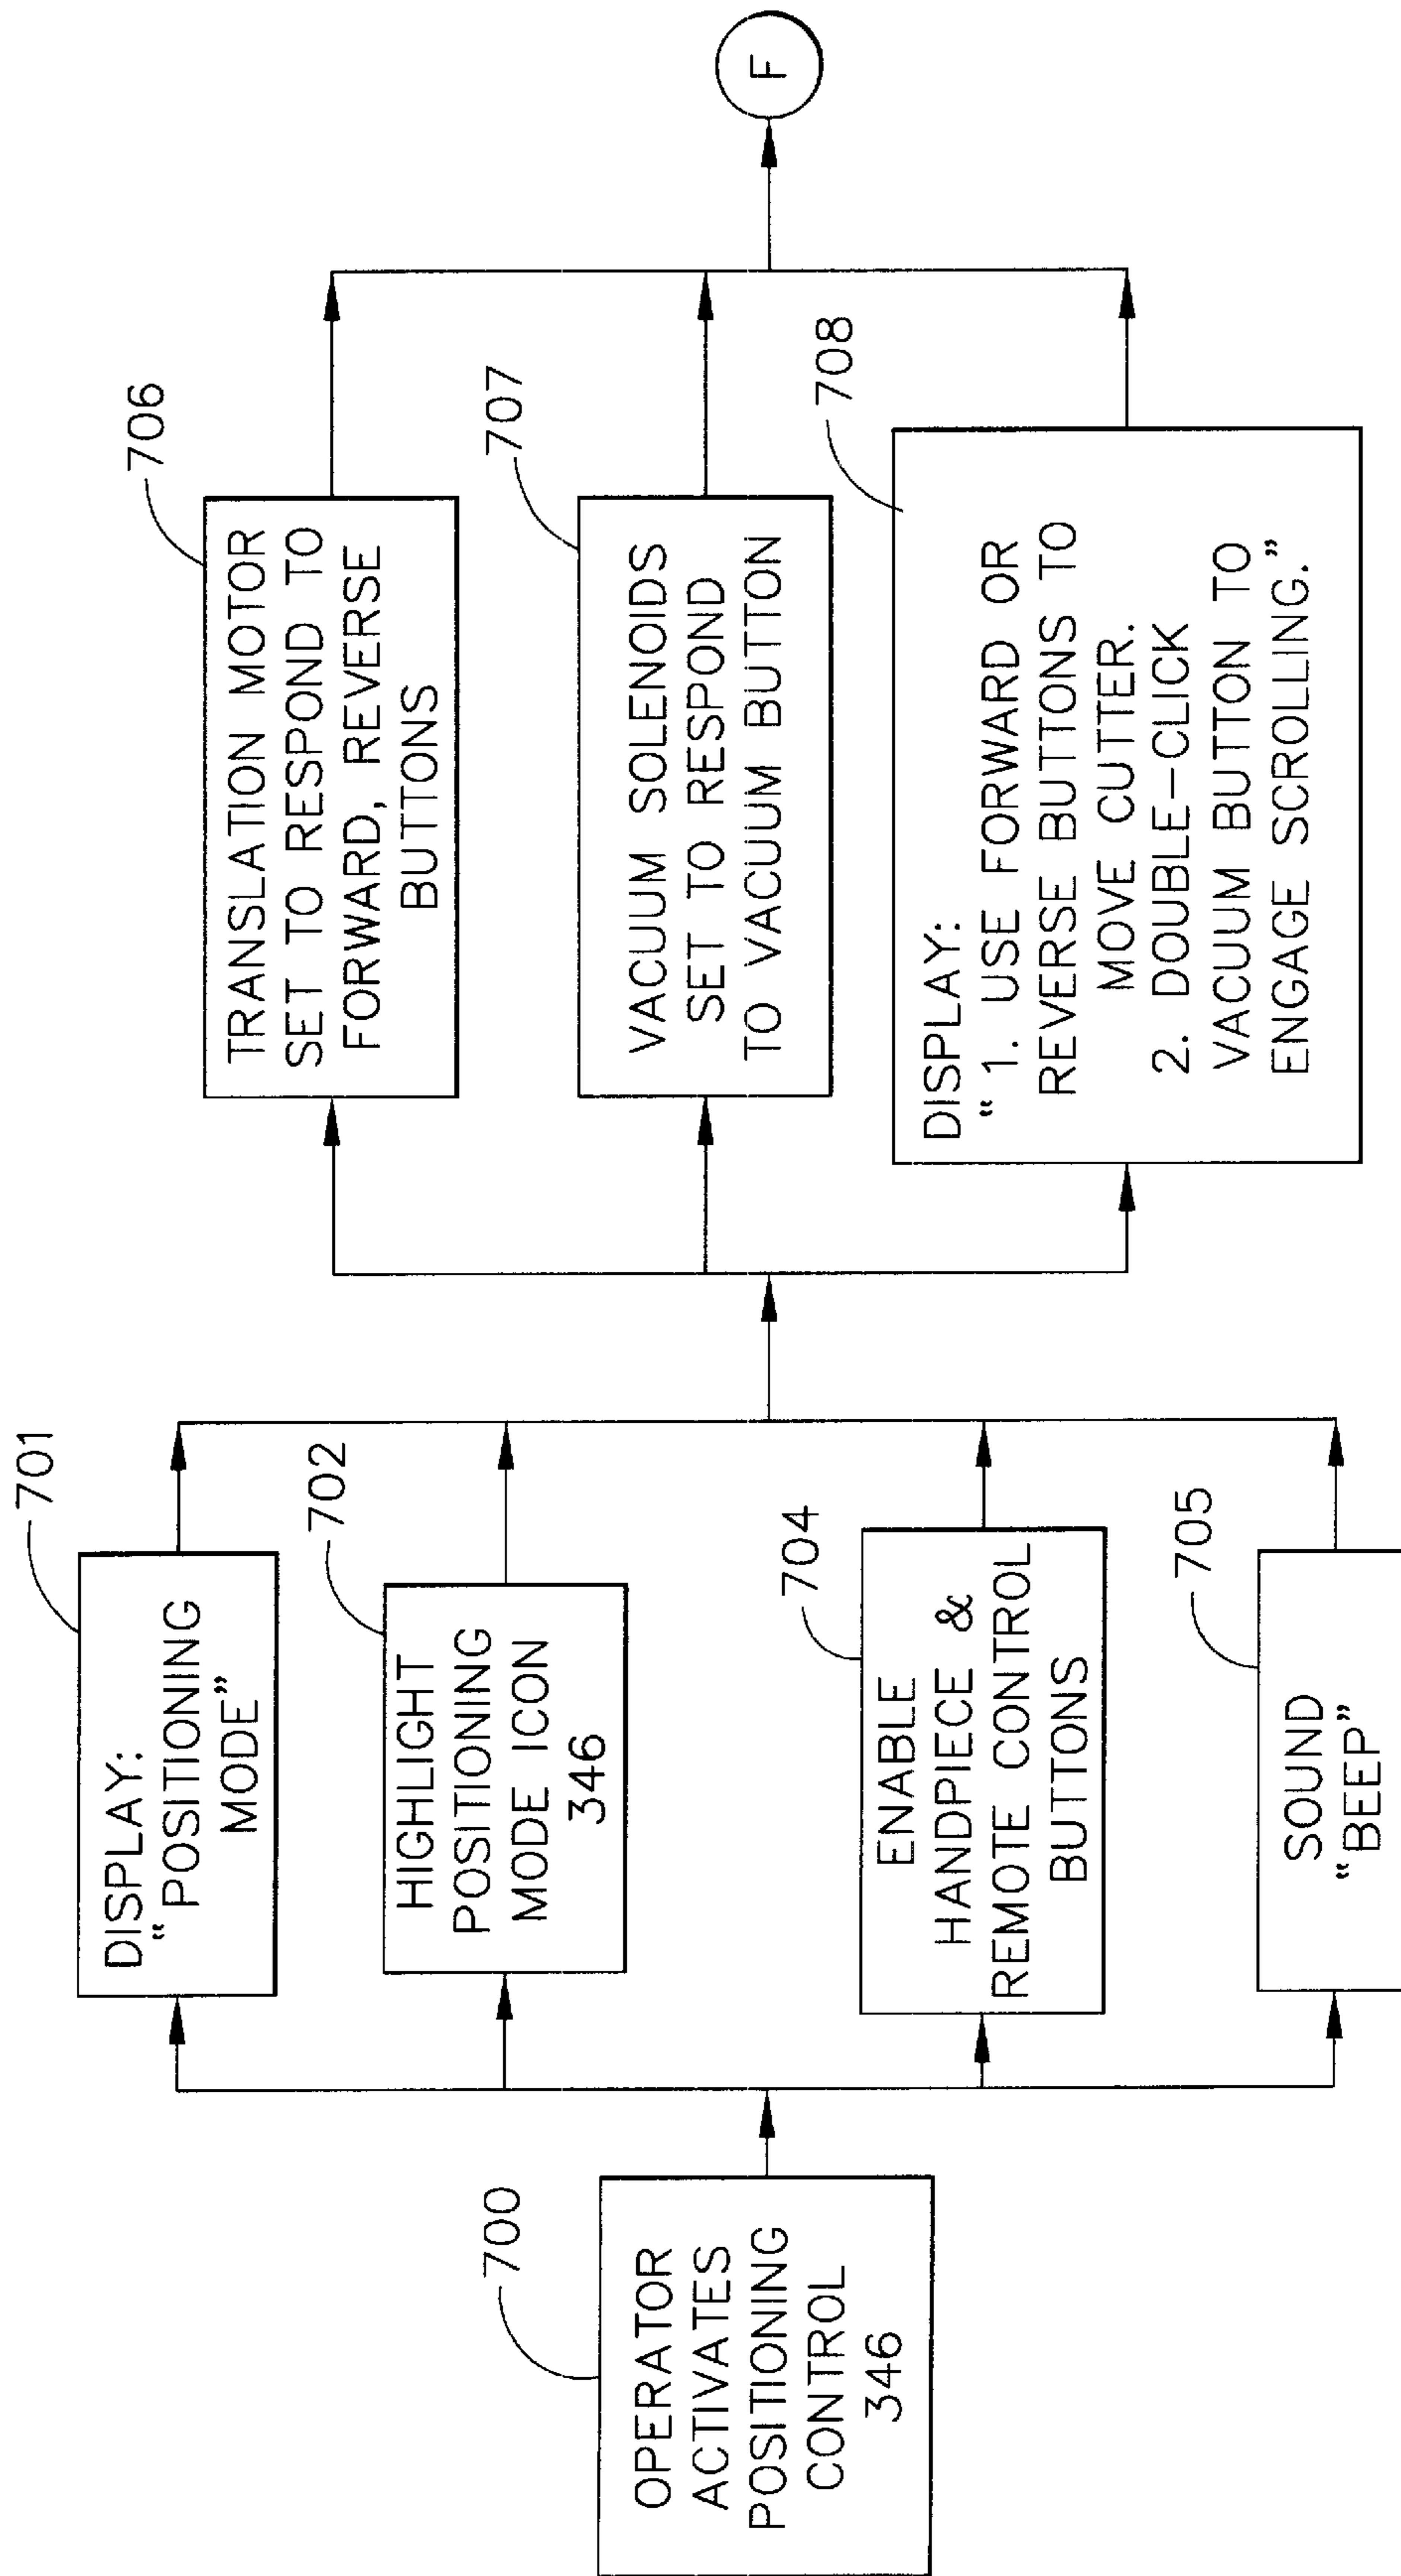 700
OPERATOR
ACTIVATES
POSITIONING
CONTROL
346
701
DISPLAY:
“POSITIONING
MODE”
702
HIGHLIGHT
POSITIONING
MODE ICON
346
704
ENABLE
HANDPIECE &
REMOTE CONTROL
BUTTONS
705
SOUND
“BEEP”
706
TRANSLATION MOTOR
SET TO RESPOND TO
FORWARD, REVERSE
BUTTONS
707
VACUUM SOLENOIDS
SET TO RESPOND
TO VACUUM BUTTON
708
DISPLAY:
“1. USE FORWARD OR
REVERSE BUTTONS TO
MOVE CUTTER.
2. DOUBLE–CLICK
VACUUM BUTTON TO
ENGAGE SCROLLING.”
F